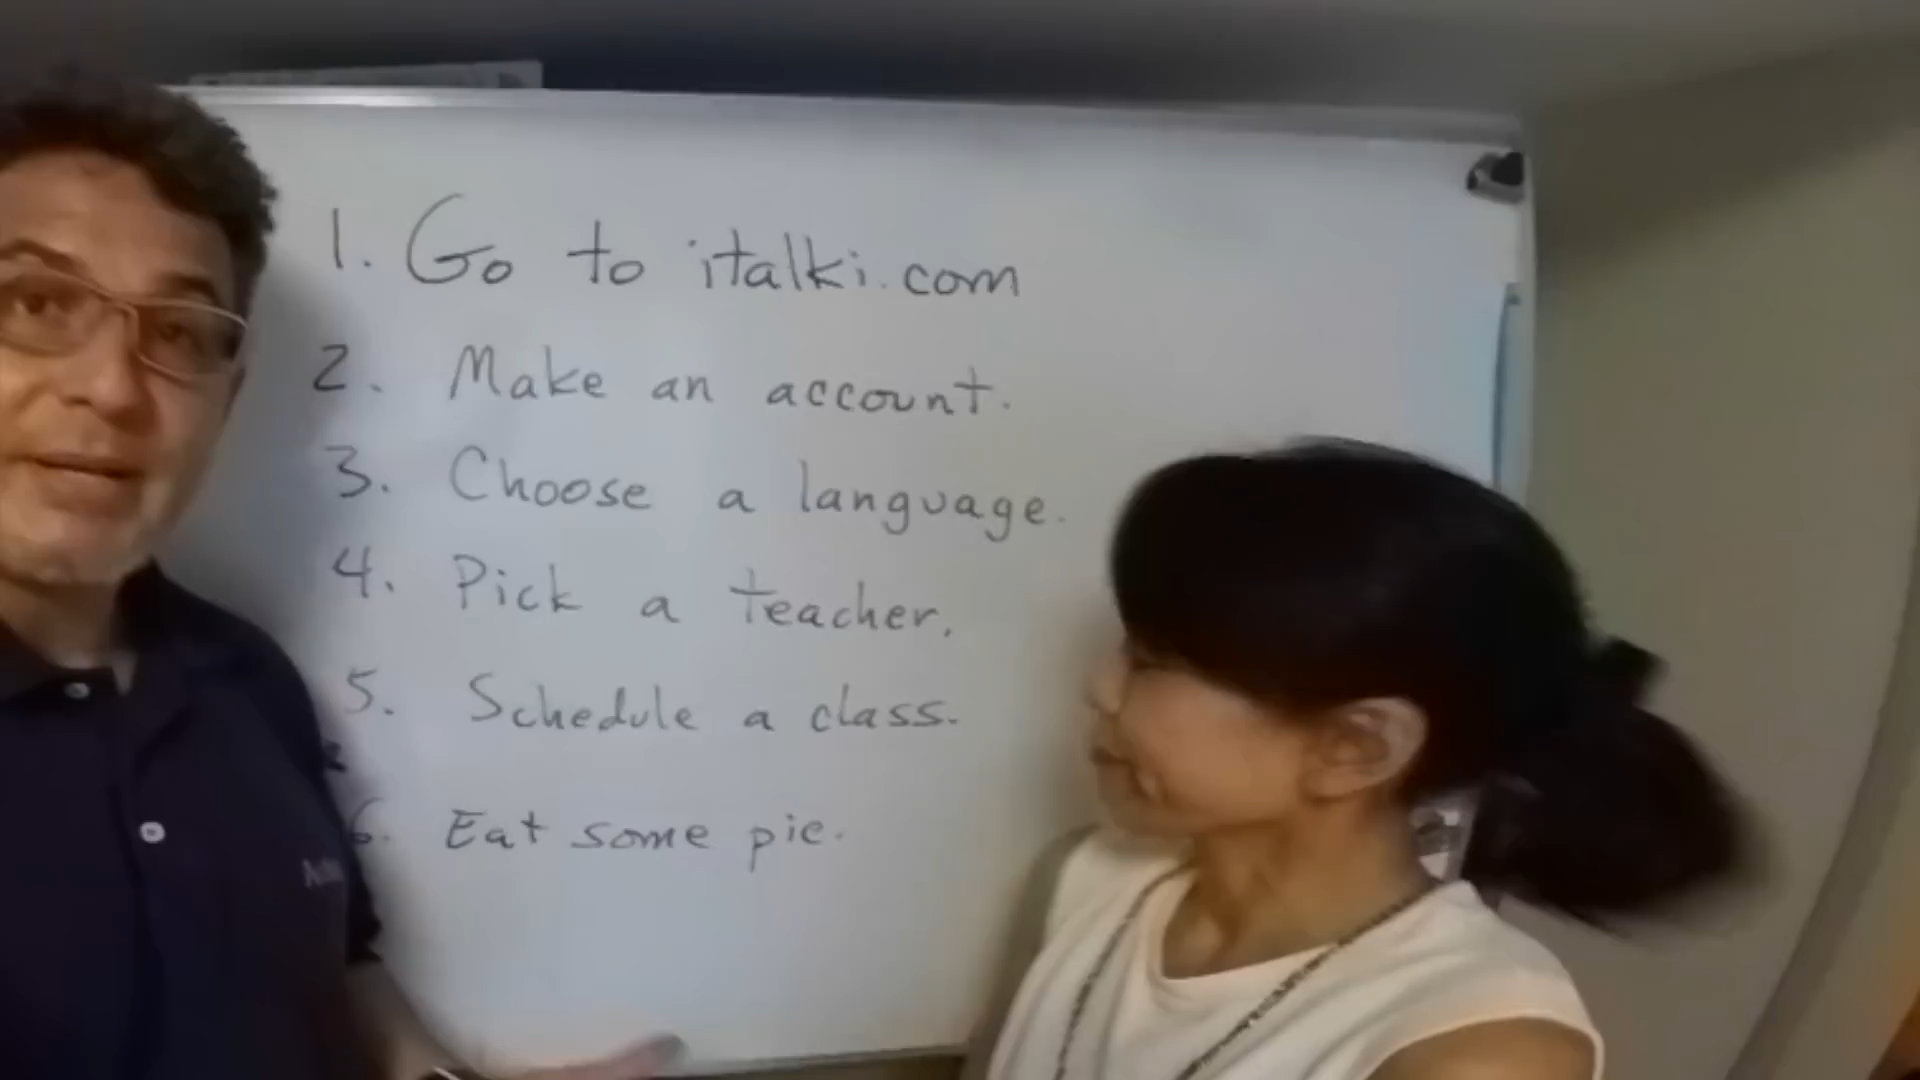 1. Go to italki.com
2. Make an account.
3. Choose a language.
4. Pick a teacher.
5. Schedule a class.
6. Eat some pie.